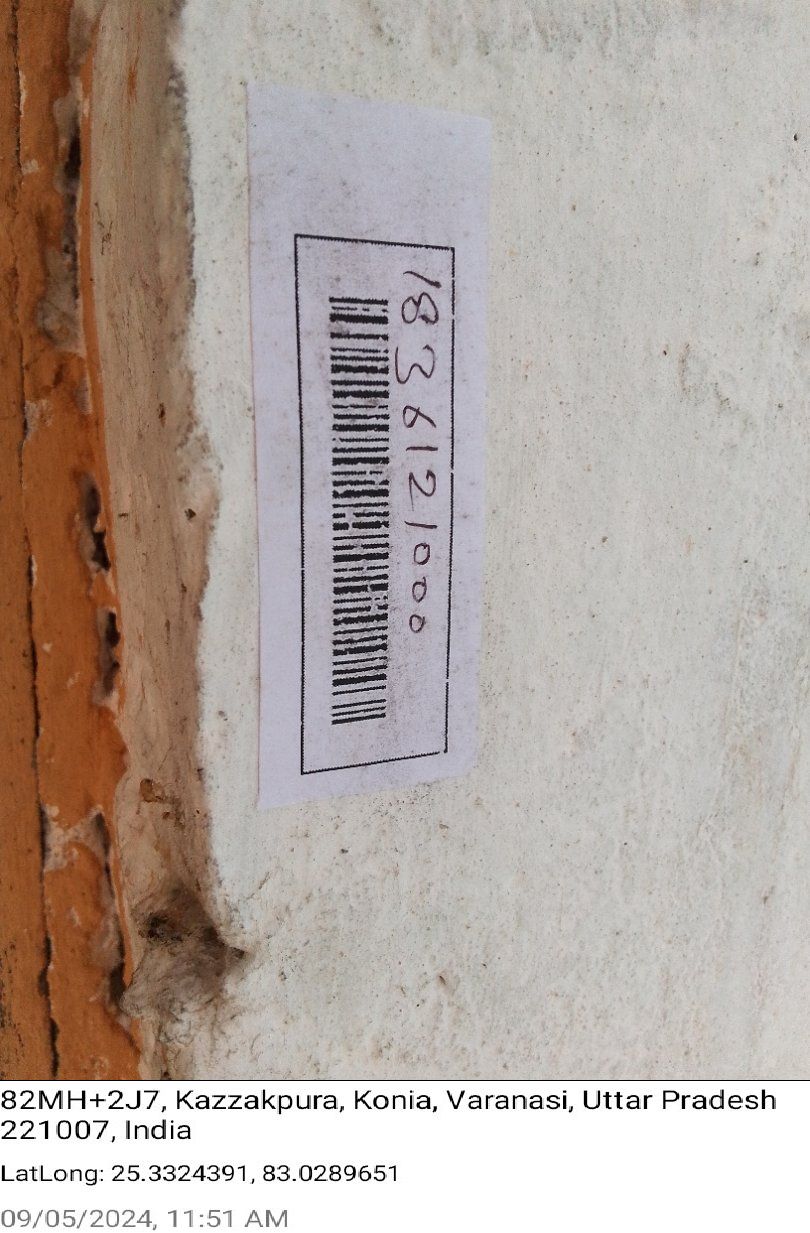 1836121000
82MH+2J7, Kazzakpura, Konia, Varanasi, Uttar Pradesh
221007, India
LatLong: 25.3324391, 83.0289651
09/05/2024, 11:51 AM